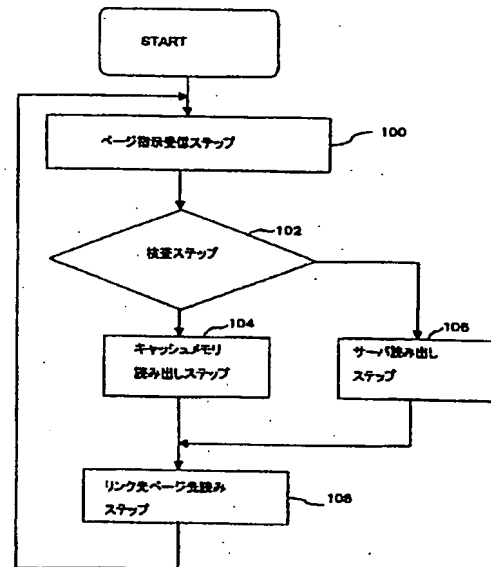 START
ページ指示受信ステップ
100
102
検査ステップ
104
キャッシュメモリ
読み出しステップ
106
サーバ読み出し
ステップ
リンク先ページ先読み
ステップ
108